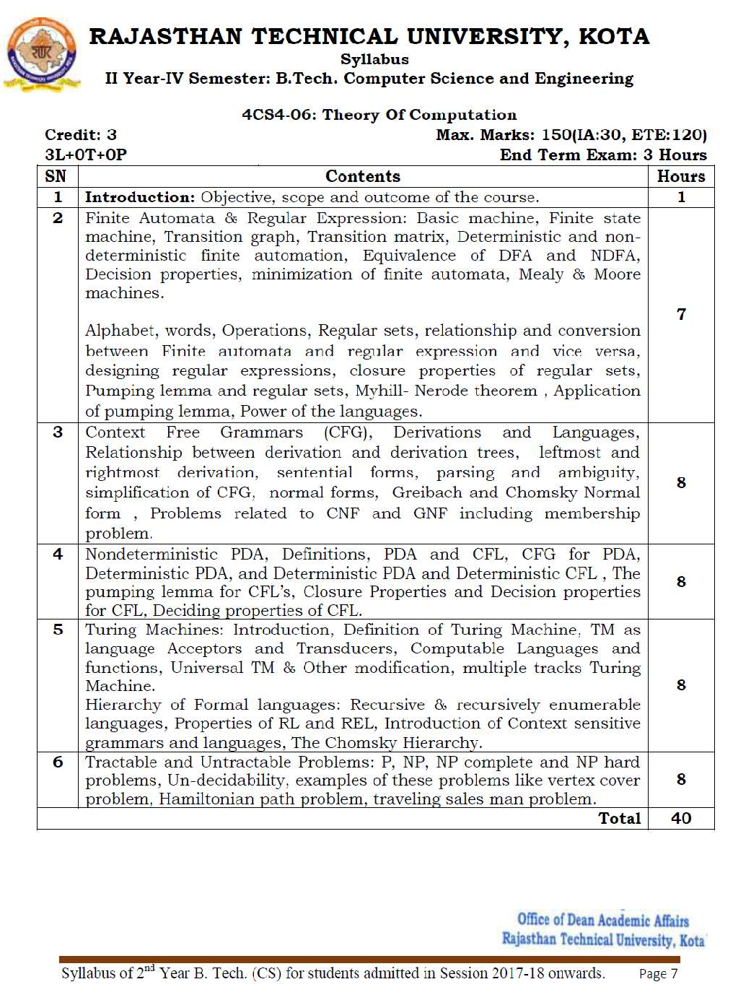 RAJASTHAN TECHNICAL UNIVERSITY, KOTA
Syllabus
II Year-IV Semester: B.Tech. Computer Science and Engineering
4CS4-06: Theory Of Computation
Credit: 3 Max. Marks: 150(IA:30, ETE:120)
3L+0T+0P End Term Exam: 3 Hours
SN Contents Hours
1 Introduction: Objective, scope and outcome of the course. 1
2 Finite Automata & Regular Expression: Basic machine, Finite state
machine, Transition graph, Transition matrix, Deterministic and non-
deterministic finite automation, Equivalence of DFA and NDFA,
Decision properties, minimization of finite automata, Mealy & Moore
machines.
7
Alphabet, words, Operations, Regular sets, relationship and conversion
between Finite automata and regular expression and vice versa,
designing regular expressions, closure properties of regular sets,
Pumping lemma and regular sets, Myhill- Nerode theorem , Application
of pumping lemma, Power of the languages.
3 Context Free Grammars (CFG), Derivations and Languages,
Relationship between derivation and derivation trees, leftmost and
rightmost derivation, sentential forms, parsing and ambiguity,
simplification of CFG, normal forms, Greibach and Chomsky Normal 8
form , Problems related to CNF and GNF including membership
problem.
4 Nondeterministic PDA, Definitions, PDA and CFL, CFG for PDA,
Deterministic PDA, and Deterministic PDA and Deterministic CFL , The 8
pumping lemma for CFL's, Closure Properties and Decision properties
for CFL, Deciding properties of CFL.
5 Turing Machines: Introduction, Definition of Turing Machine, TM as
language Acceptors and Transducers, Computable Languages and
functions, Universal TM & Other modification, multiple tracks Turing
Machine. 8
Hierarchy of Formal languages: Recursive & recursively enumerable
languages, Properties of RL and REL, Introduction of Context sensitive
grammars and languages, The Chomsky Hierarchy.
6 Tractable and Untractable Problems: P, NP, NP complete and NP hard
problems, Un-decidability, examples of these problems like vertex cover 8
problem, Hamiltonian path problem, traveling sales man problem.
Total 40
Office of Dean Academic Affairs
Rajasthan Technical University, Kota
Syllabus of 2nd Year B. Tech. (CS) for students admitted in Session 2017-18 onwards. Page 7